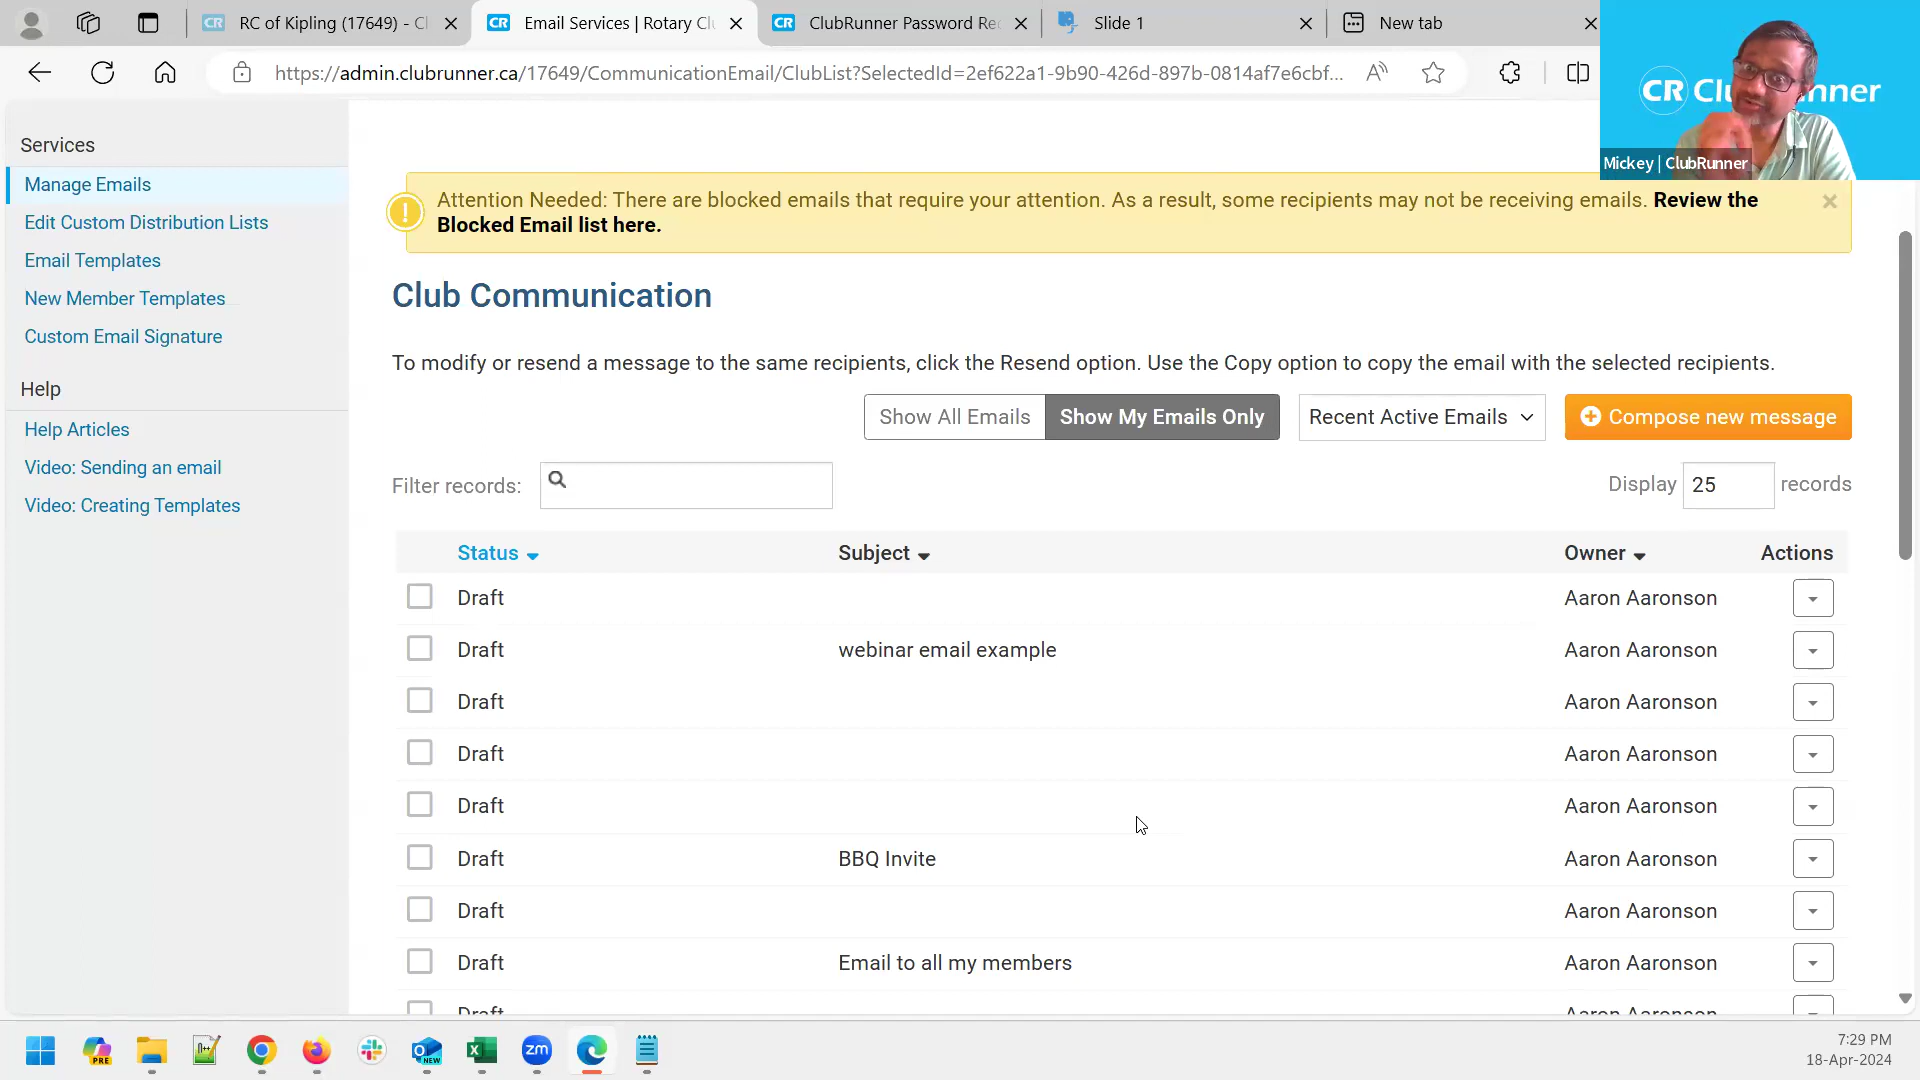 RC of Kipling (17649) - Cl
Email Services | Rotary Clu
ClubRunner Password Rec
Slide 1
New tab
https://admin.clubrunner.ca/17649/CommunicationEmail/ClubList?SelectedId=2ef622a1-9b90-426d-897b-0814af7e6cbf...
CR Cl nner
Mickey | ClubRunner
Services
Manage Emails
Edit Custom Distribution Lists
Email Templates
New Member Templates
Custom Email Signature
Help
Help Articles
Video: Sending an email
Video: Creating Templates
Attention Needed: There are blocked emails that require your attention. As a result, some recipients may not be receiving emails. Review the
Blocked Email list here.
Club Communication
To modify or resend a message to the same recipients, click the Resend option. Use the Copy option to copy the email with the selected recipients.
Show All Emails Show My Emails Only Recent Active Emails Compose new message
Filter records: Display 25 records
Status Subject Owner Actions
Draft Aaron Aaronson
Draft webinar email example Aaron Aaronson
Draft Aaron Aaronson
Draft Aaron Aaronson
Draft Aaron Aaronson
Draft BBQ Invite Aaron Aaronson
Draft Aaron Aaronson
Draft Email to all my members Aaron Aaronson
Draft Aaron Aaronson
7:29 PM
18-Apr-2024